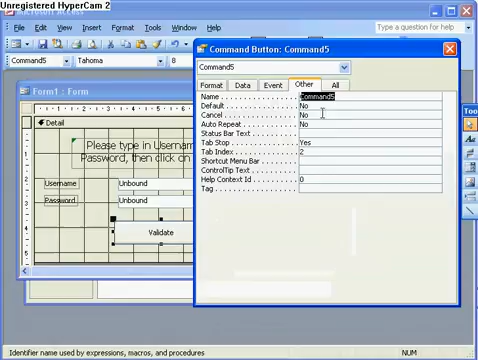 Unregistered HyperCam 2
File Edit View Insert Format Tools Window Help
Type a question for help
Command5 Tahoma 8
Form1 : Form
Detail
Please type in Username
Password, then click on
Username Unbound
Password Unbound
Validate
Command Button: Command5
Command5
Format Data Event Other All
Name Command5
Default No
Cancel No
Auto Repeat No
Status Bar Text
Tab Stop Yes
Tab Index 2
Shortcut Menu Bar
ControlTip Text
Help Context Id 0
Tag
Tool
Aa
Identifier name used by expressions, macros, and procedures
NUM